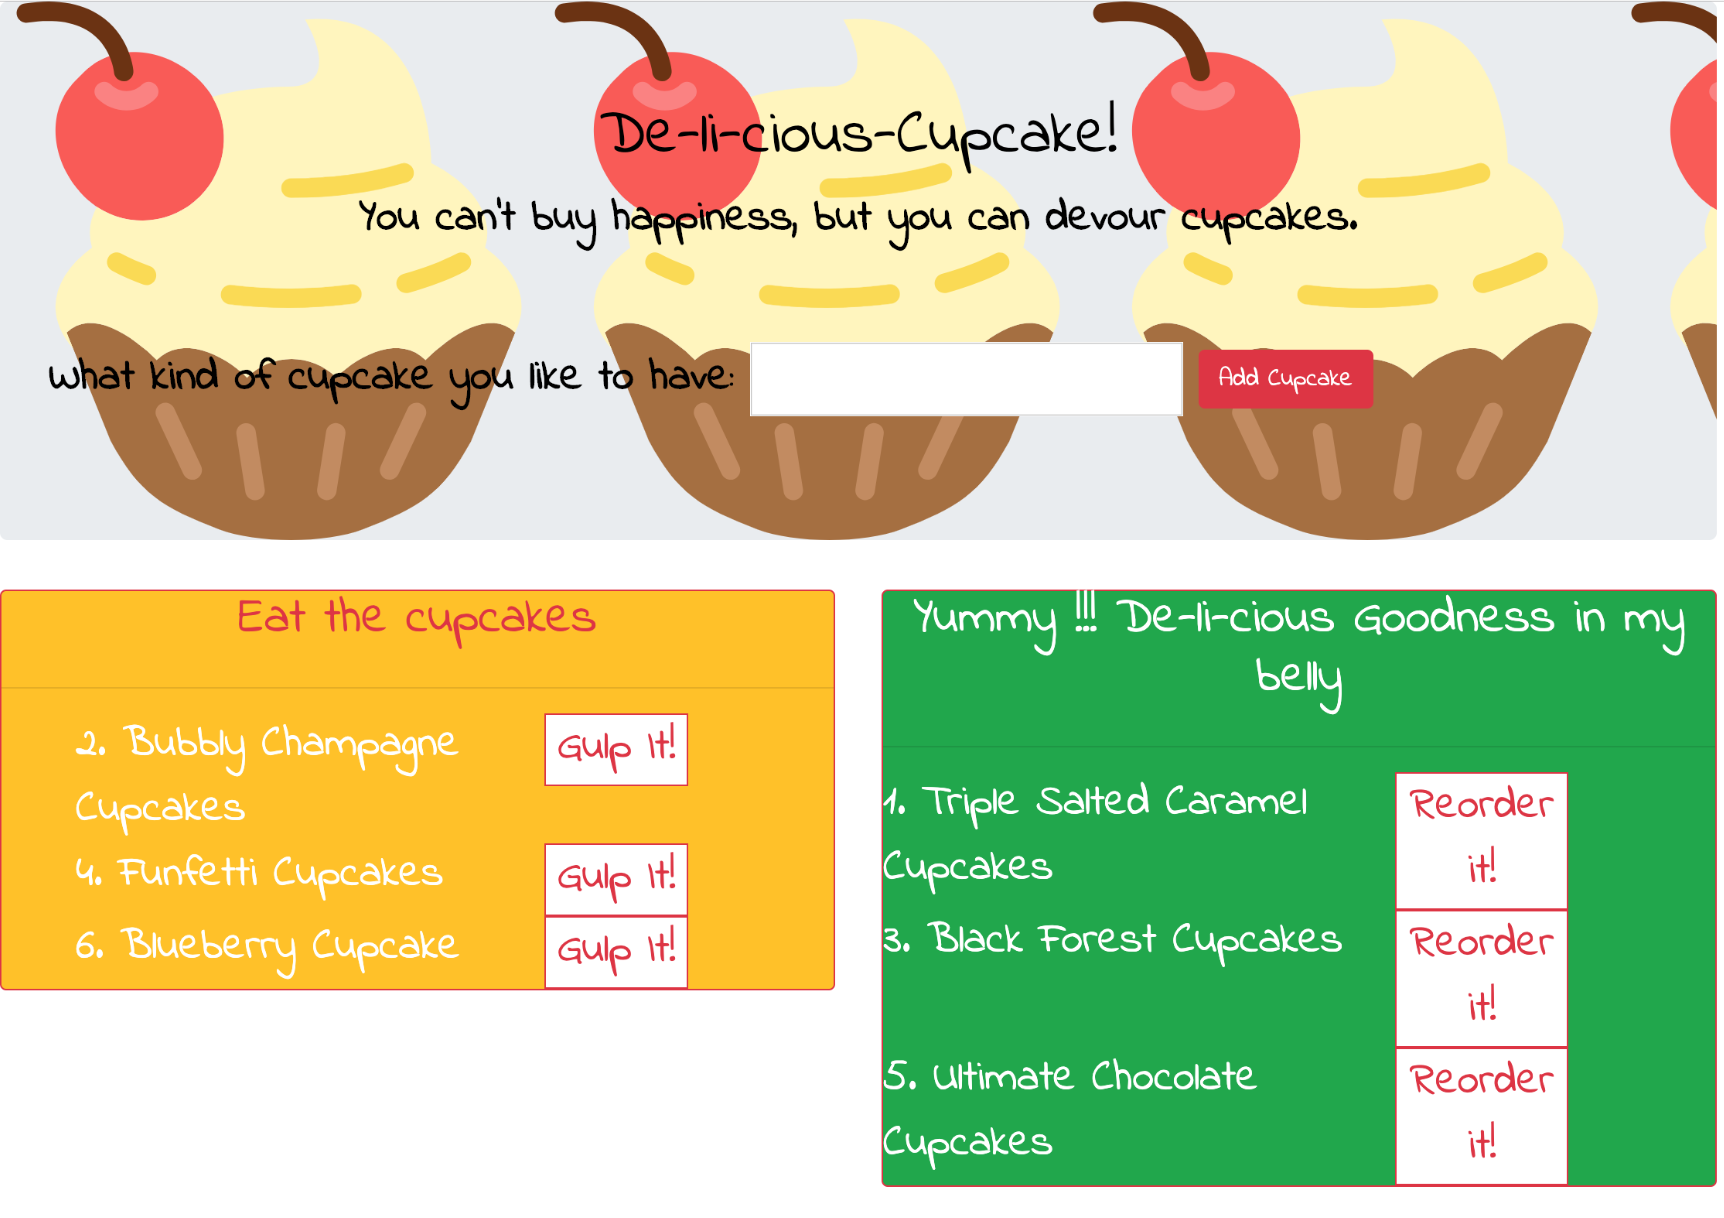 De-li-cious-Cupcake!
You can't buy happiness, but you can devour cupcakes.
What kind of cupcake you like to have:
Add Cupcake
Eat the cupcakes
2. Bubbly Champagne
Cupcakes
Gulp It!
4. Funfetti Cupcakes
Gulp It!
6. Blueberry Cupcake
Gulp It!
Yummy !!! De-li-cious Goodness in my
belly
1. Triple Salted Caramel
Cupcakes
Reorder
it!
3. Black Forest Cupcakes
Reorder
it!
5. Ultimate Chocolate
Cupcakes
Reorder
it!